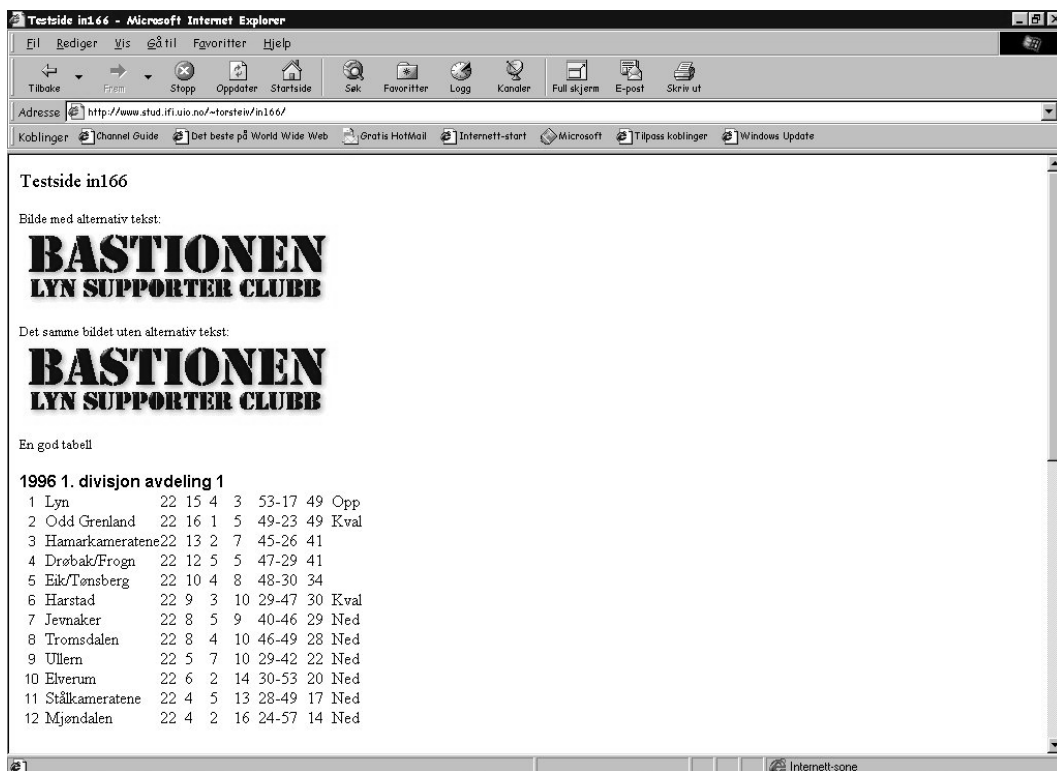 Testside in166 - Microsoft Internet Explorer
Fil Rediger Vis Gå til Favoritter Hjelp
Tilbake Frem Stopp Oppdater Startside Søk Favoritter Logg Kanaler Full skjerm E-post Skriv ut
Adresse http://www.stud.ifi.uio.no/~torsteiv/in166/
Koblinger Channel Guide Det beste på World Wide Web Gratis HotMail Internett-start Microsoft Tilpass koblinger Windows Update
Testside in166
Bilde med alternativ tekst:
BASTIONEN
LYN SUPPORTER CLUBB
Det samme bildet uten alternativ tekst:
BASTIONEN
LYN SUPPORTER CLUBB
En god tabell
1996 1. divisjon avdeling 1
1 Lyn 22 15 4 3 53-17 49 Opp
2 Odd Grenland 22 16 1 5 49-23 49 Kval
3 Hamarkameratene 22 13 2 7 45-26 41
4 Drøbak/Frogn 22 12 5 5 47-29 41
5 Eik/Tønsberg 22 10 4 8 48-30 34
6 Harstad 22 9 3 10 29-47 30 Kval
7 Jevnaker 22 8 5 9 40-46 29 Ned
8 Tromsdalen 22 8 4 10 46-49 28 Ned
9 Ullern 22 5 7 10 29-42 22 Ned
10 Elverum 22 6 2 14 30-53 20 Ned
11 Stålkameratene 22 4 5 13 28-49 17 Ned
12 Mjøndalen 22 4 2 16 24-57 14 Ned
Internett-sone